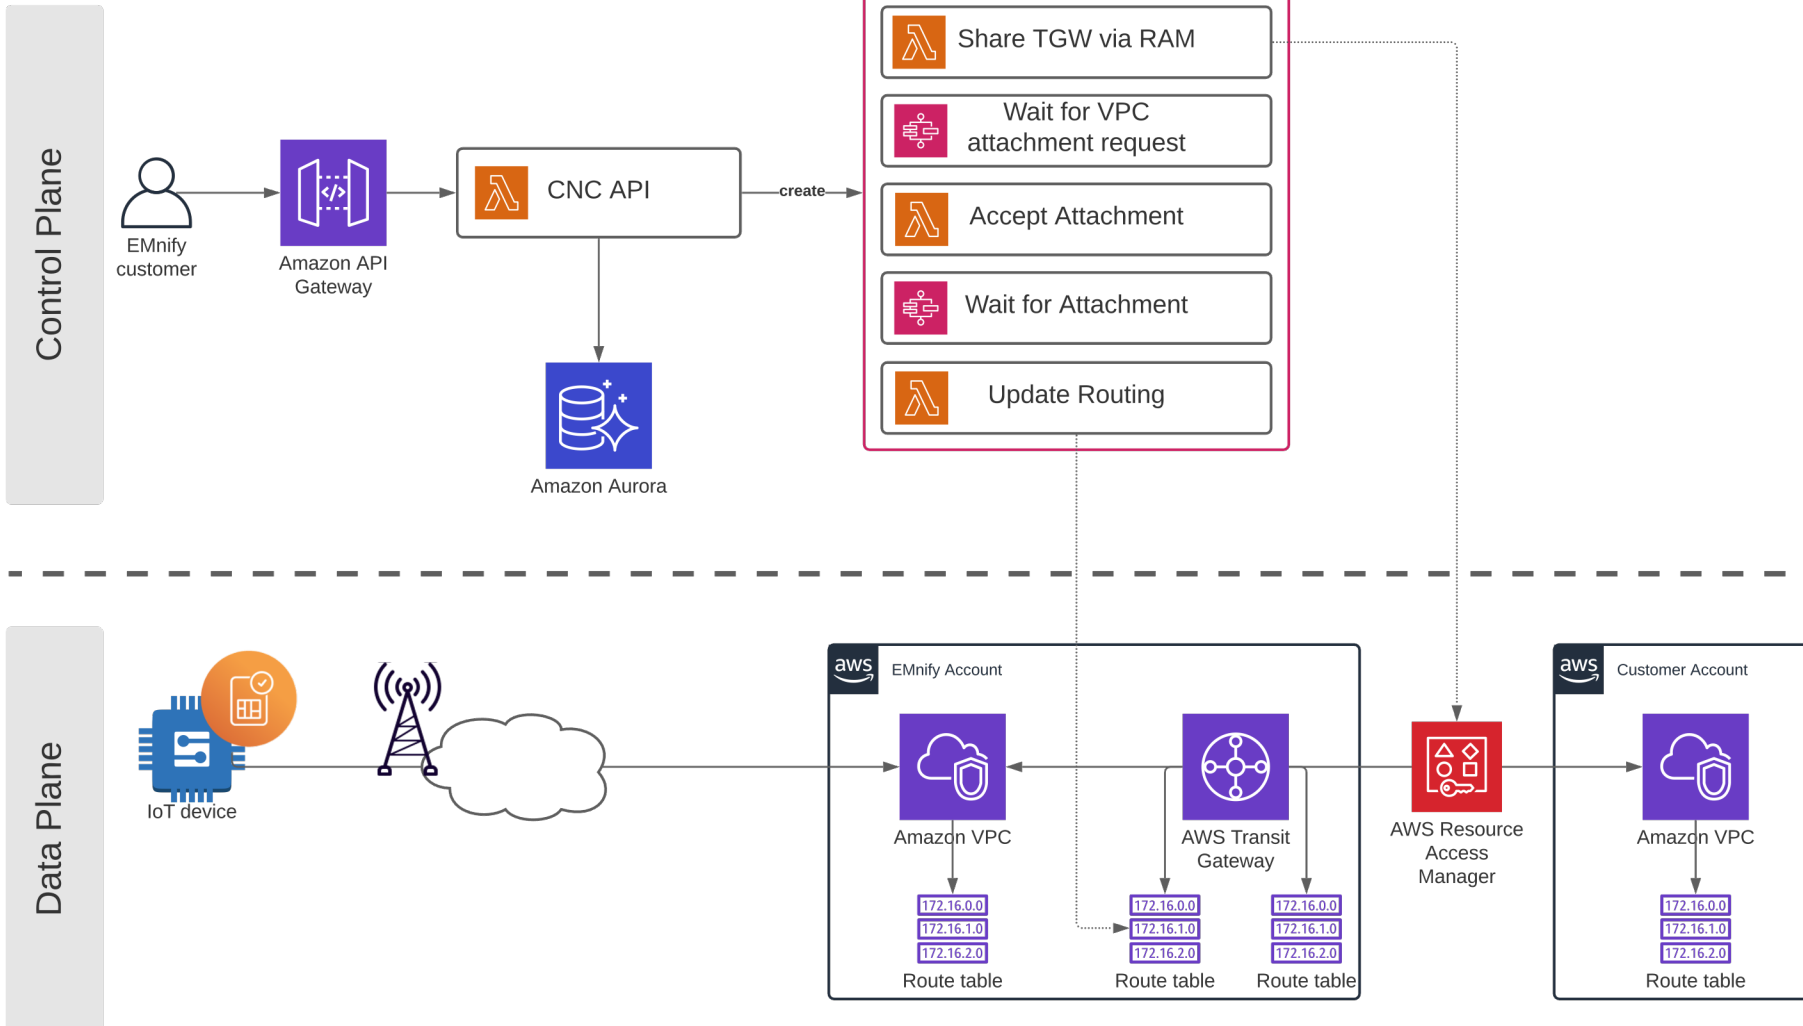 Control Plane
EMnify
customer
Amazon API
Gateway
</>
CNC API
create
Amazon Aurora
Share TGW via RAM
Wait for VPC
attachment request
Accept Attachment
Wait for Attachment
Update Routing
Data Plane
IoT device
aws
EMnify Account
Amazon VPC
172.16.0.0
172.16.1.0
172.16.2.0
Route table
AWS Transit
Gateway
172.16.0.0
172.16.1.0
172.16.2.0
Route table
172.16.0.0
172.16.1.0
172.16.2.0
Route table
AWS Resource
Access
Manager
aws
Customer Account
Amazon VPC
172.16.0.0
172.16.1.0
172.16.2.0
Route table